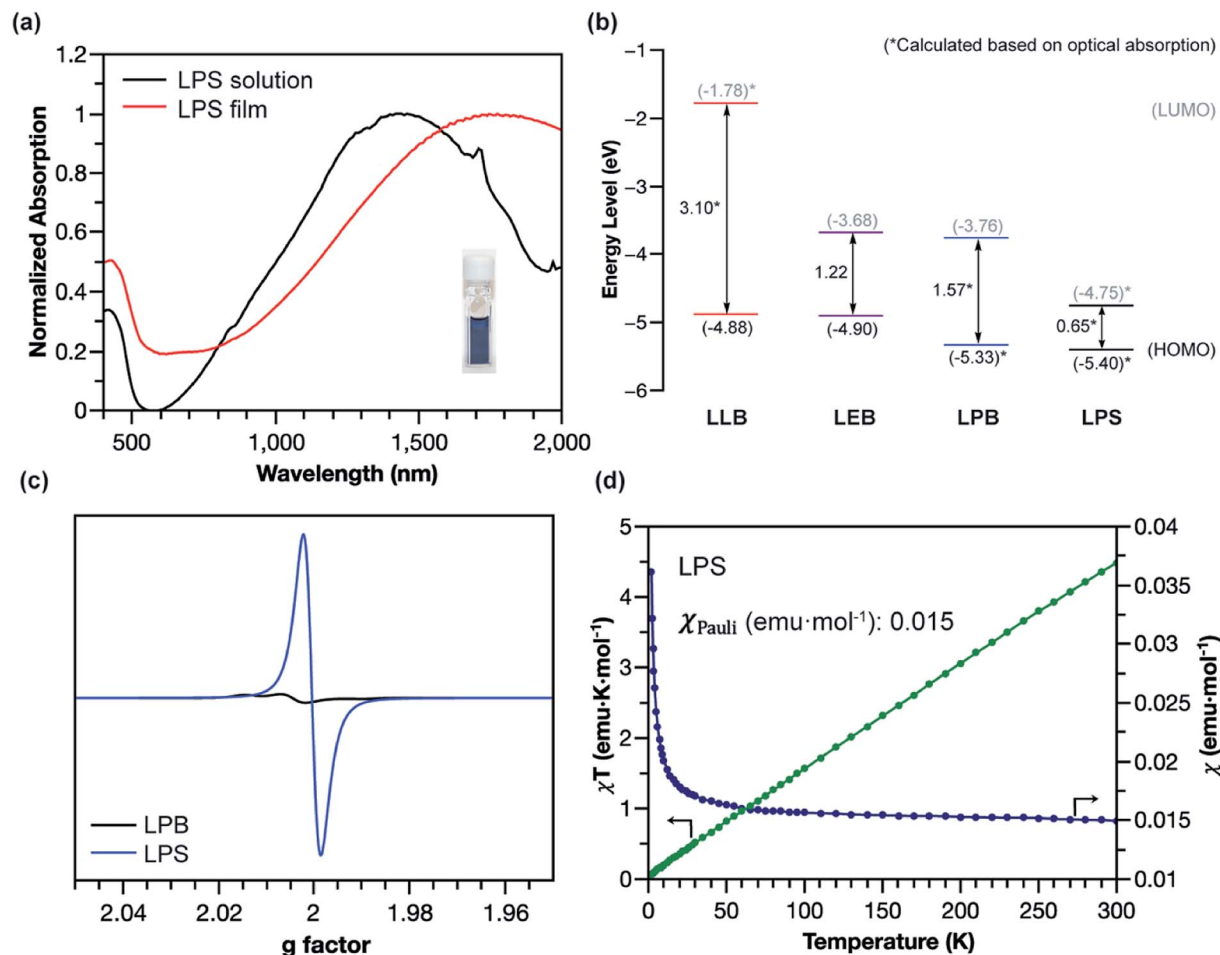 (a)
1.2
1
0.8
0.6
0.4
0.2
0
Normalized Absorption
LPS solution
LPS film
500
1,000
1,500
2,000
Wavelength (nm)
(b)
(*Calculated based on optical absorption)
−1
−2
−3
−4
−5
−6
Energy Level (eV)
(-1.78)*
(LUMO)
3.10*
(-4.88)
(-3.68)
1.22
(-4.90)
(-3.76)
1.57*
(-5.33)*
(-4.75)*
0.65*
(-5.40)*
(HOMO)
LLB
LEB
LPB
LPS
(c)
LPB
LPS
2.04
2.02
2
1.98
1.96
g factor
(d)
5
4
3
2
1
0
χT (emu·K·mol⁻¹)
LPS
χPauli (emu·mol⁻¹): 0.015
0.04
0.035
0.03
0.025
0.02
0.015
0.01
χ (emu·mol⁻¹)
0
50
100
150
200
250
300
Temperature (K)